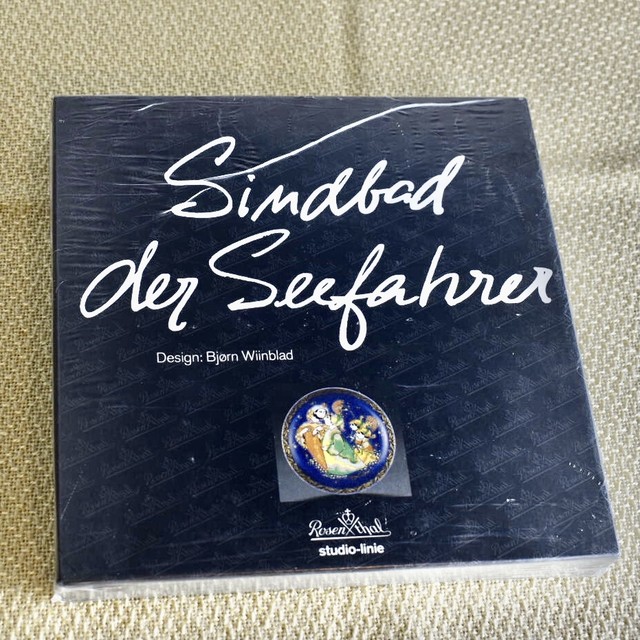 Sindbad
der Seefahrer
Design: Bjørn Wiinblad
Rosenthal
studio-linie